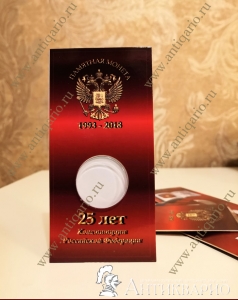 ПАМЯТНАЯ МОНЕТА
1993 - 2018
25 лет
Конституции
Российской Федерации
www.antiqario.ru
АНТИКВАРИО